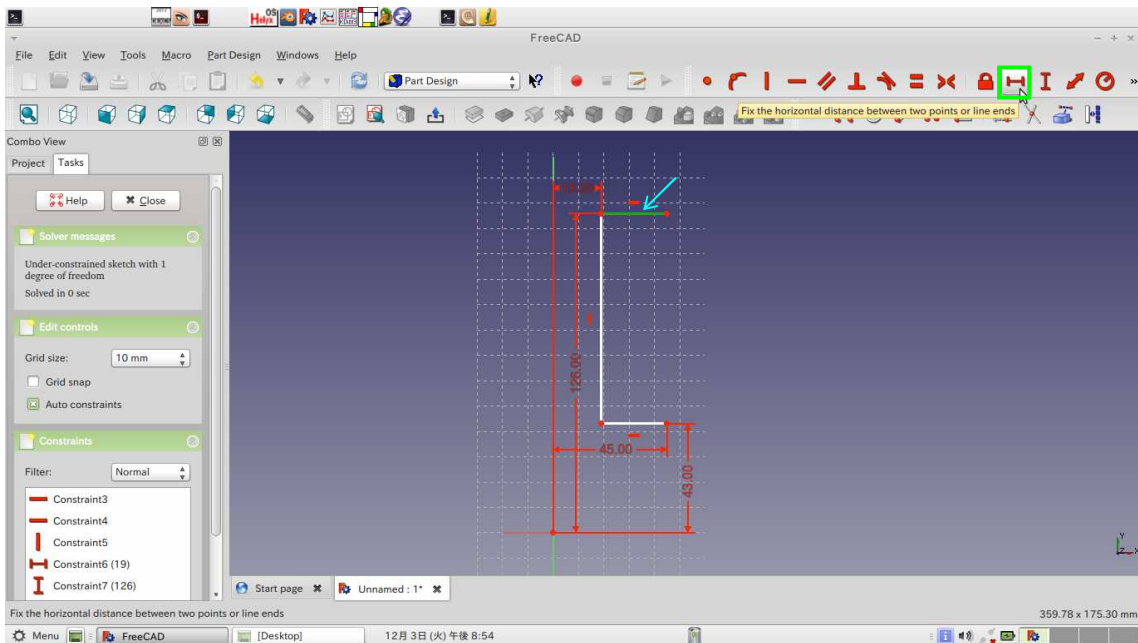 FreeCAD
File Edit View Tools Macro Part Design Windows Help
Part Design
Fix the horizontal distance between two points or line ends
Combo View
Project Tasks
Help Close
Solver messages
Under-constrained sketch with 1
degree of freedom
Solved in 0 sec
Edit controls
Grid size: 10 mm
Grid snap
Auto constraints
Constraints
Filter: Normal
Constraint3
Constraint4
Constraint5
Constraint6 (19)
Constraint7 (126)
126.00
45.00
43.00
Y
Z
Start page
Unnamed : 1*
Fix the horizontal distance between two points or line ends 359.78 x 175.30 mm
Menu FreeCAD [Desktop] 12月 3日 (火) 午後 8:54